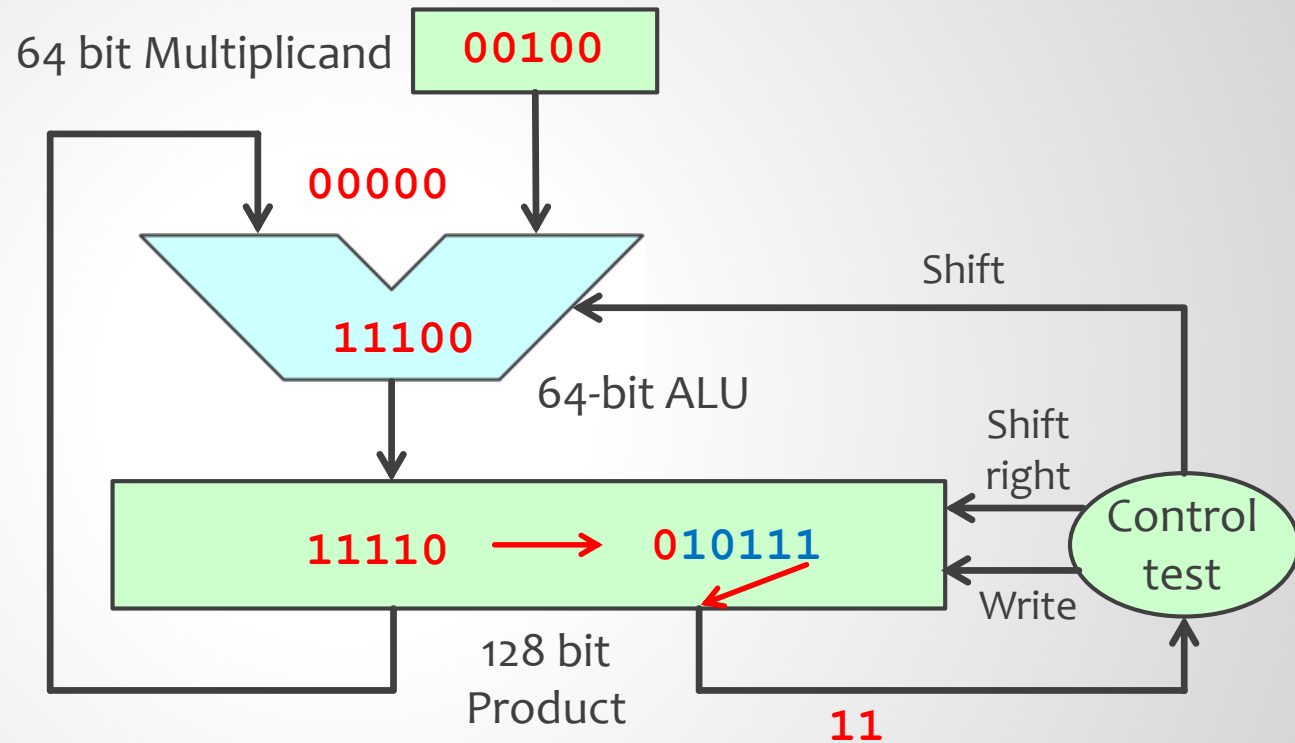 64 bit Multiplicand
00100
00000
Shift
11100
64-bit ALU
Shift
right
11110
010111
Control
test
Write
128 bit
Product
11